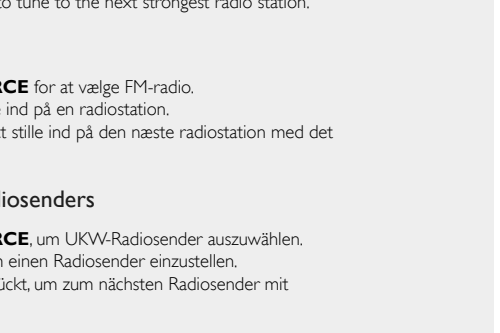 to tune to the next strongest radio station.
RCE for at vælge FM-radio.
ind på en radiostation.
stille ind på den næste radiostation med det
diosenders
RCE, um UKW-Radiosender auszuwählen.
einen Radiosender einzustellen.
ückt, um zum nächsten Radiosender mit